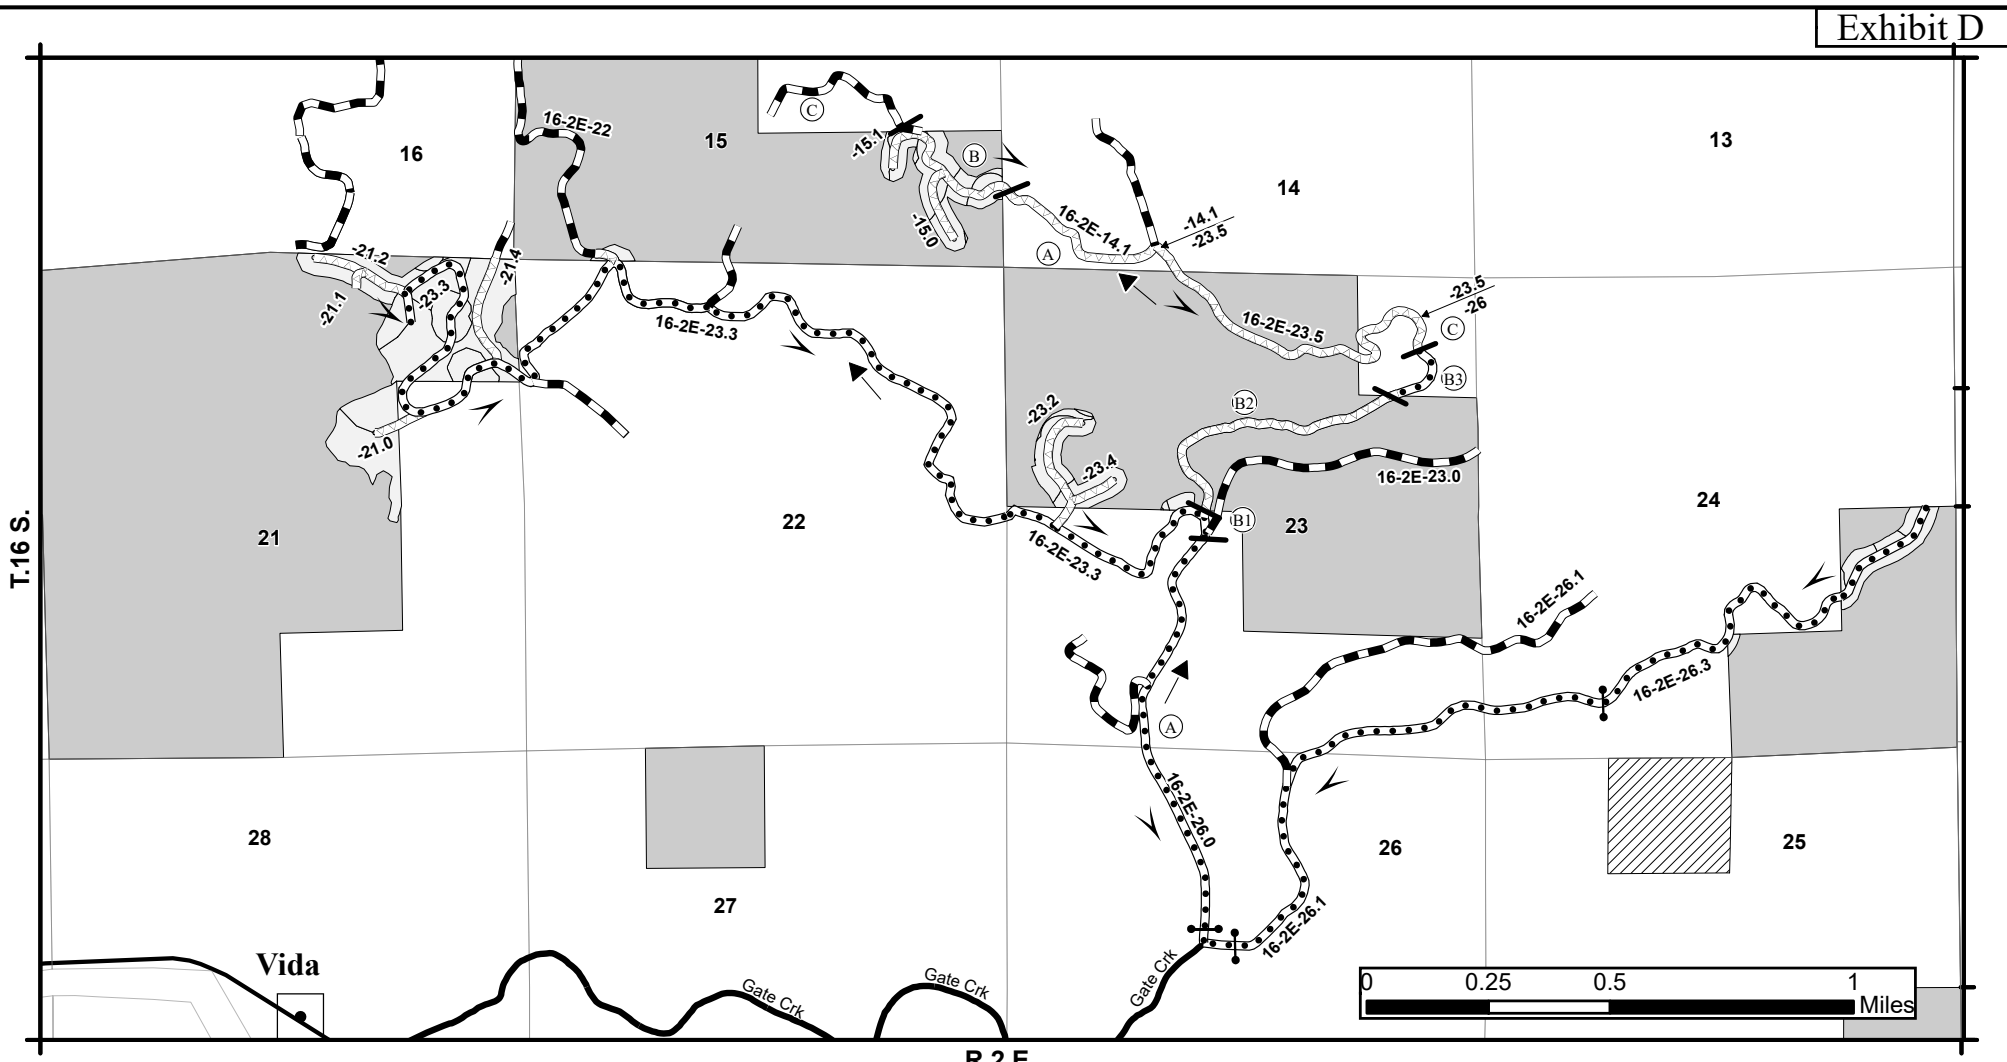 Exhibit D
C
16-2E-22
15
-15.1
16
B
13
14
-15.0
16-2E-14.1
-14.1
-23.5
A
-21.2
-21.4
-21.1
-23.3
16-2E-23.3
16-2E-23.5
-23.5
-26
C
B3
B2
-23.2
-21.0
-23.4
16-2E-23.0
24
22
B1
23
21
T.16 S.
16-2E-23.3
16-2E-26.1
16-2E-26.3
A
16-2E-26.0
28
26
25
27
16-2E-26.1
Vida
Gate Crk
Gate Crk
Gate Crk
0 0.25 0.5 1
Miles
R.2 E.